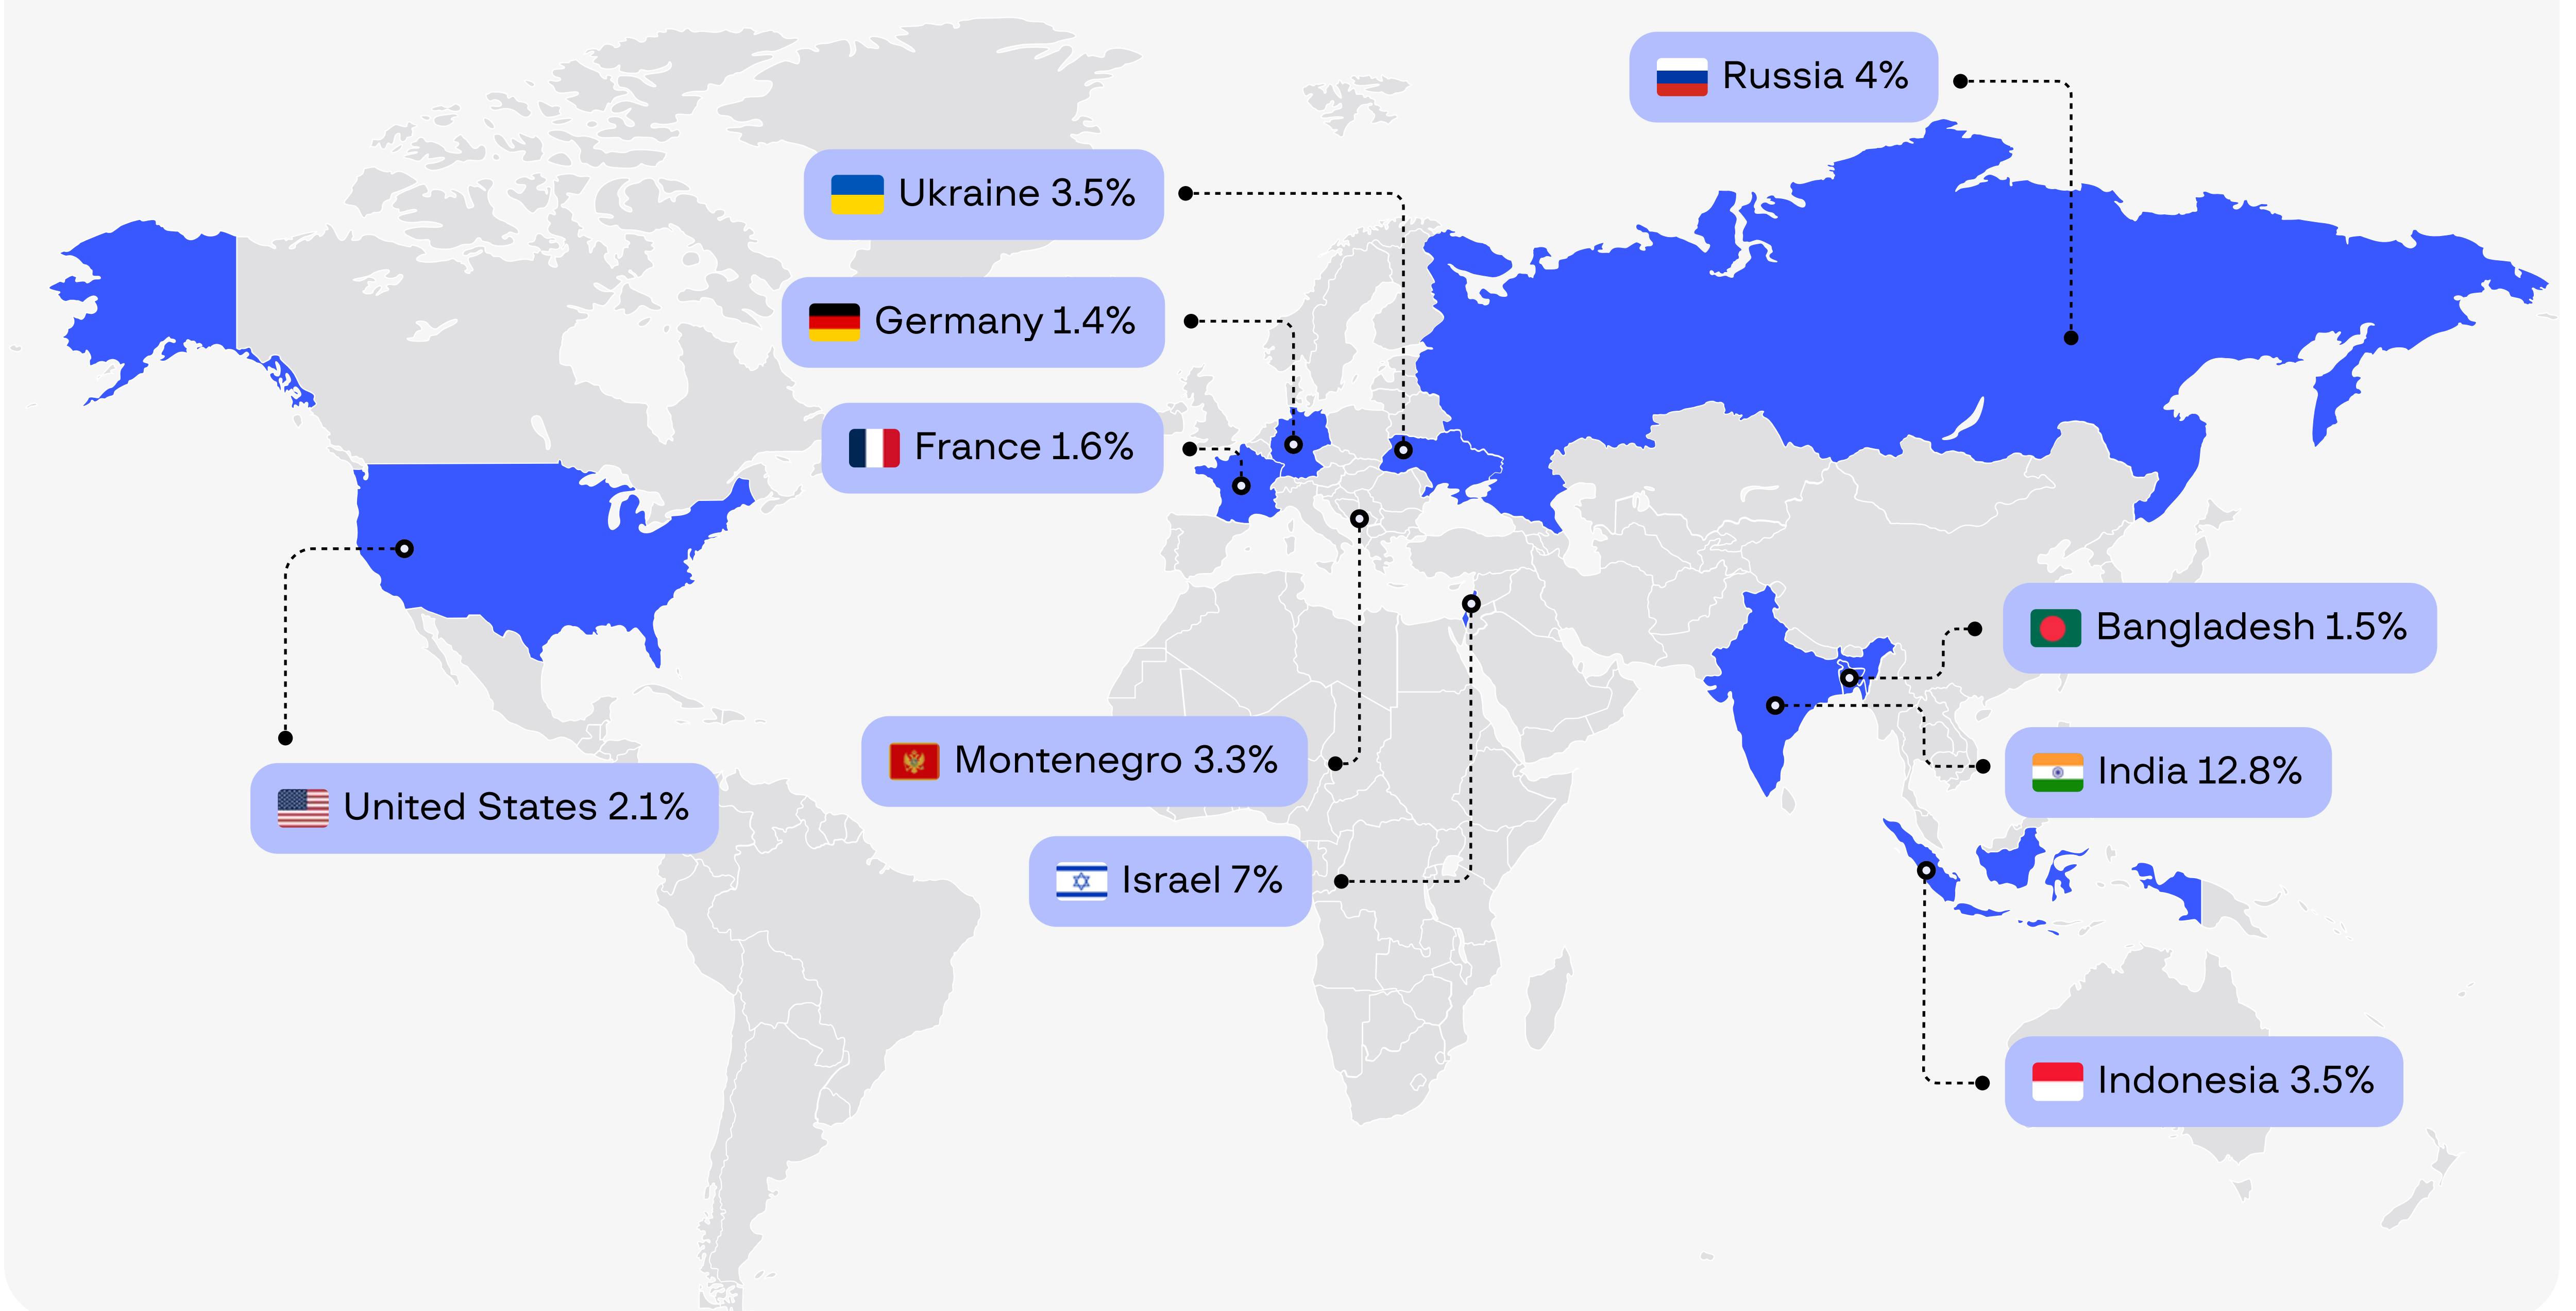 Russia 4%
Ukraine 3.5%
Germany 1.4%
France 1.6%
Bangladesh 1.5%
Montenegro 3.3%
India 12.8%
United States 2.1%
Israel 7%
Indonesia 3.5%